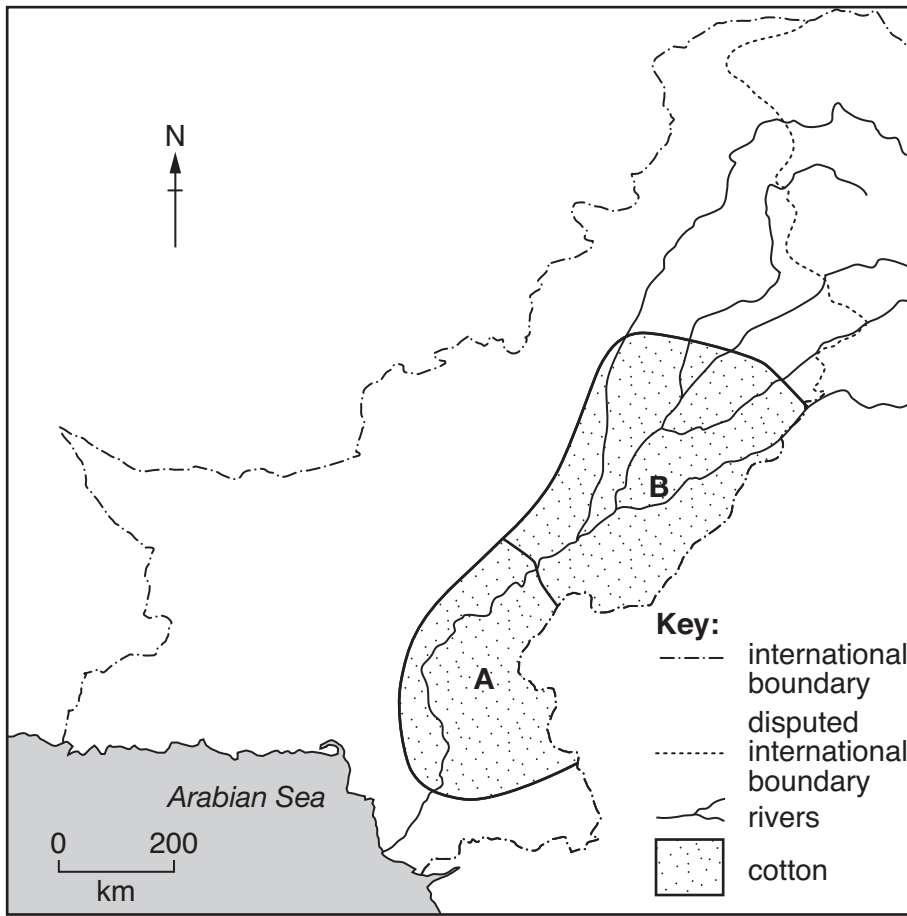 N
B
A
Key:
international
boundary
disputed
international
boundary
rivers
cotton
Arabian Sea
0 200
km